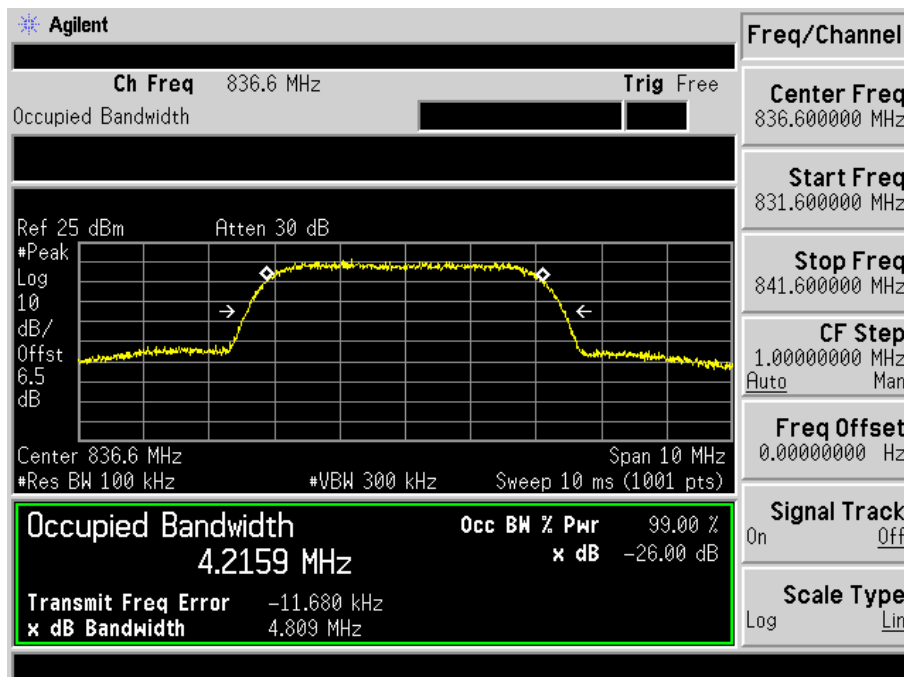 Agilent
Ch Freq 836.6 MHz Trig Free
Occupied Bandwidth
Ref 25 dBm Atten 30 dB
#Peak
Log
10
dB/
Offst
6.5
dB
Center 836.6 MHz Span 10 MHz
#Res BW 100 kHz #VBW 300 kHz Sweep 10 ms (1001 pts)
Occupied Bandwidth Occ BW % Pwr 99.00 %
4.2159 MHz x dB -26.00 dB
Transmit Freq Error -11.680 kHz
x dB Bandwidth 4.809 MHz
Freq/Channel
Center Freq
836.600000 MHz
Start Freq
831.600000 MHz
Stop Freq
841.600000 MHz
CF Step
1.00000000 MHz
Auto Man
Freq Offset
0.00000000 Hz
Signal Track
On Off
Scale Type
Log Lin